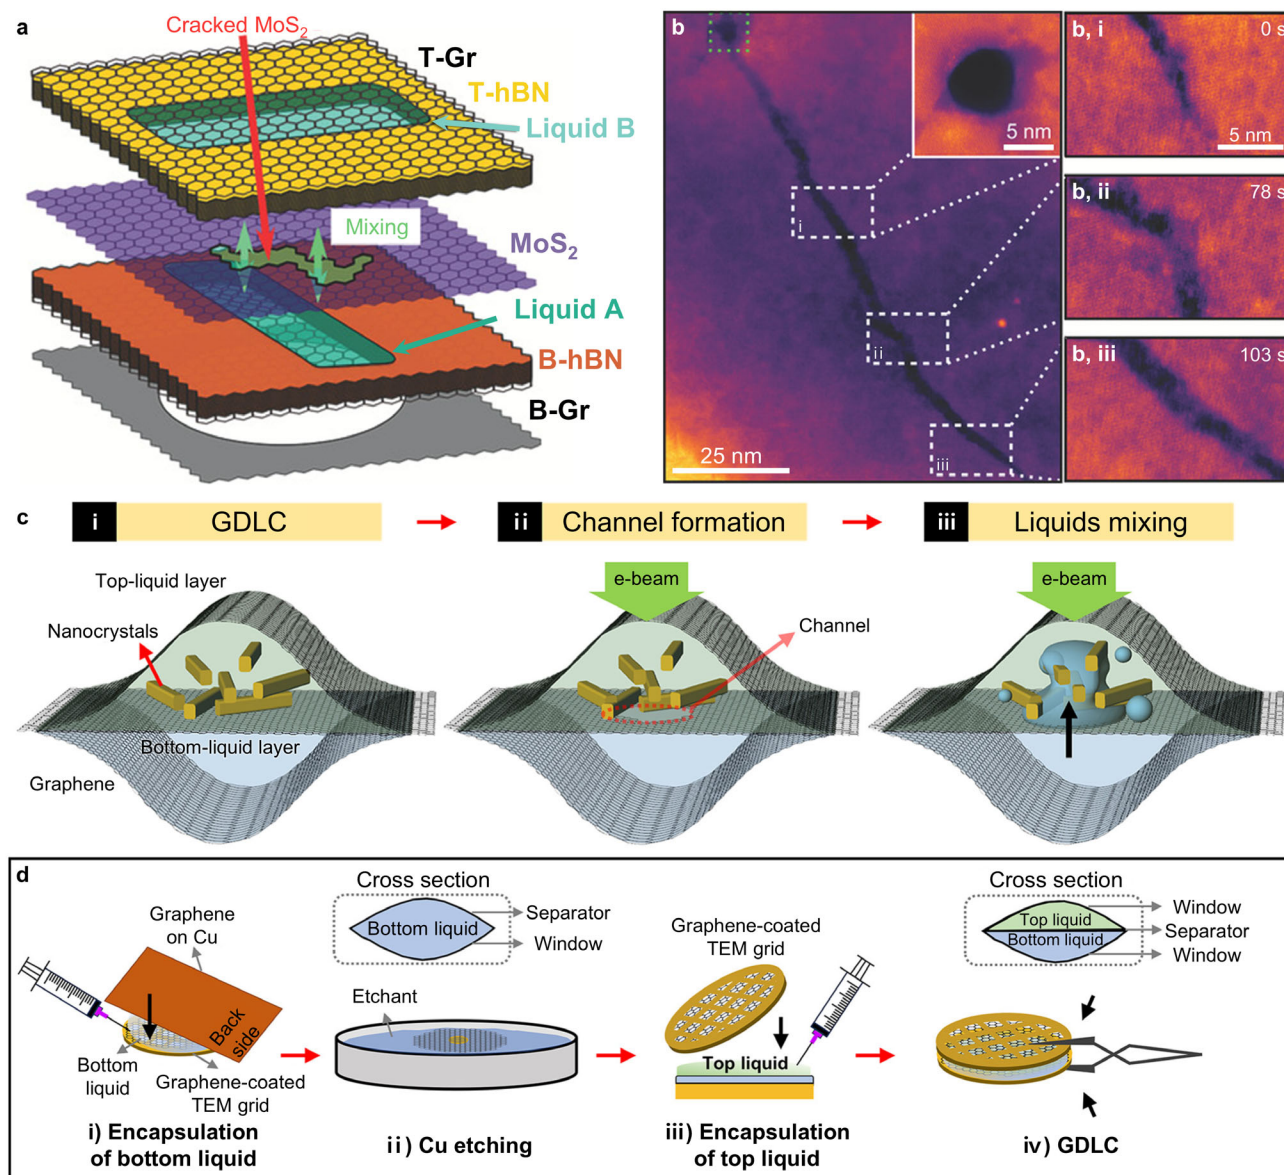 a
Cracked MoS₂
T-Gr
T-hBN
Liquid B
Mixing
MoS₂
Liquid A
B-hBN
B-Gr
b
i
ii
iii
25 nm
5 nm
b, i
0 s
5 nm
b, ii
78 s
b, iii
103 s
c
i
GDLC
ii
Channel formation
iii
Liquids mixing
Top-liquid layer
Nanocrystals
Bottom-liquid layer
Graphene
e-beam
Channel
e-beam
d
Graphene
on Cu
Back
side
Bottom
liquid
Graphene-coated
TEM grid
i) Encapsulation
of bottom liquid
Cross section
Bottom liquid
Separator
Window
Etchant
ii) Cu etching
Graphene-coated
TEM grid
Top liquid
iii) Encapsulation
of top liquid
Cross section
Top liquid
Bottom liquid
Window
Separator
Window
iv) GDLC